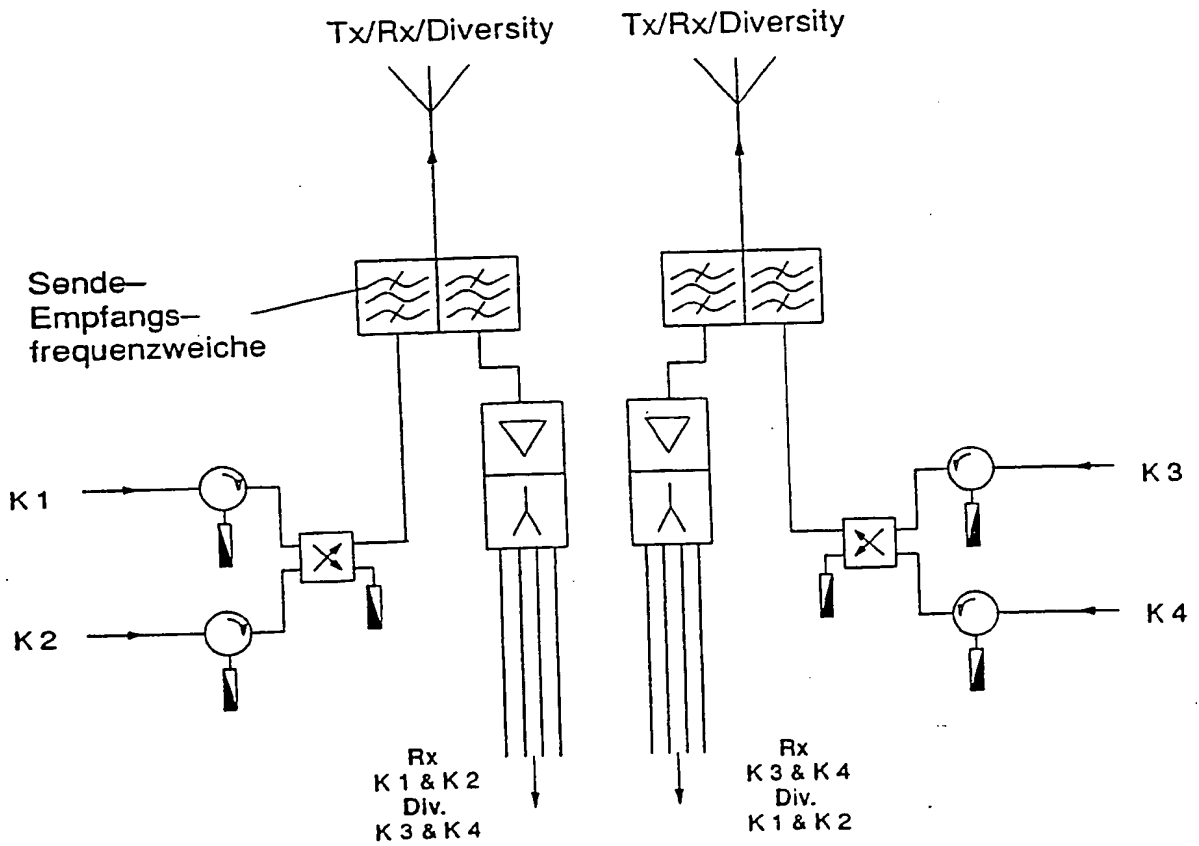 Tx/Rx/Diversity
Tx/Rx/Diversity
Sende–
Empfangs–
frequenzweiche
K 1
K 2
K 3
K 4
Rx
K 1 & K 2
Div.
K 3 & K 4
Rx
K 3 & K 4
Div.
K 1 & K 2